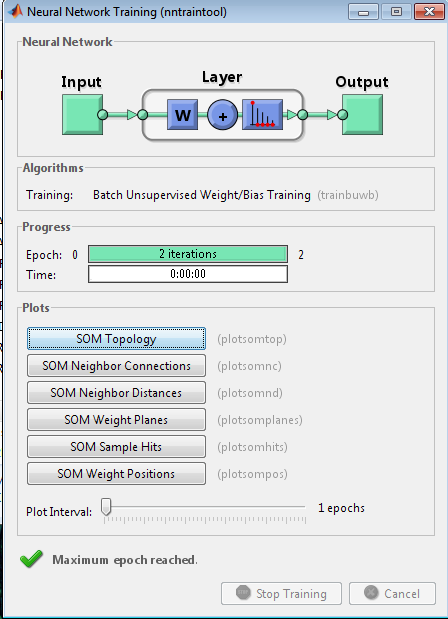 Neural Network Training (nntraintool)
Neural Network
Input
Layer
Output
W
+
Algorithms
Training: Batch Unsupervised Weight/Bias Training (trainbuwb)
Progress
Epoch: 0 2 iterations 2
Time: 0:00:00
Plots
SOM Topology (plotsomtop)
SOM Neighbor Connections (plotsomnc)
SOM Neighbor Distances (plotsomnd)
SOM Weight Planes (plotsomplanes)
SOM Sample Hits (plotsomhits)
SOM Weight Positions (plotsompos)
Plot Interval: 1 epochs
Maximum epoch reached.
Stop Training Cancel